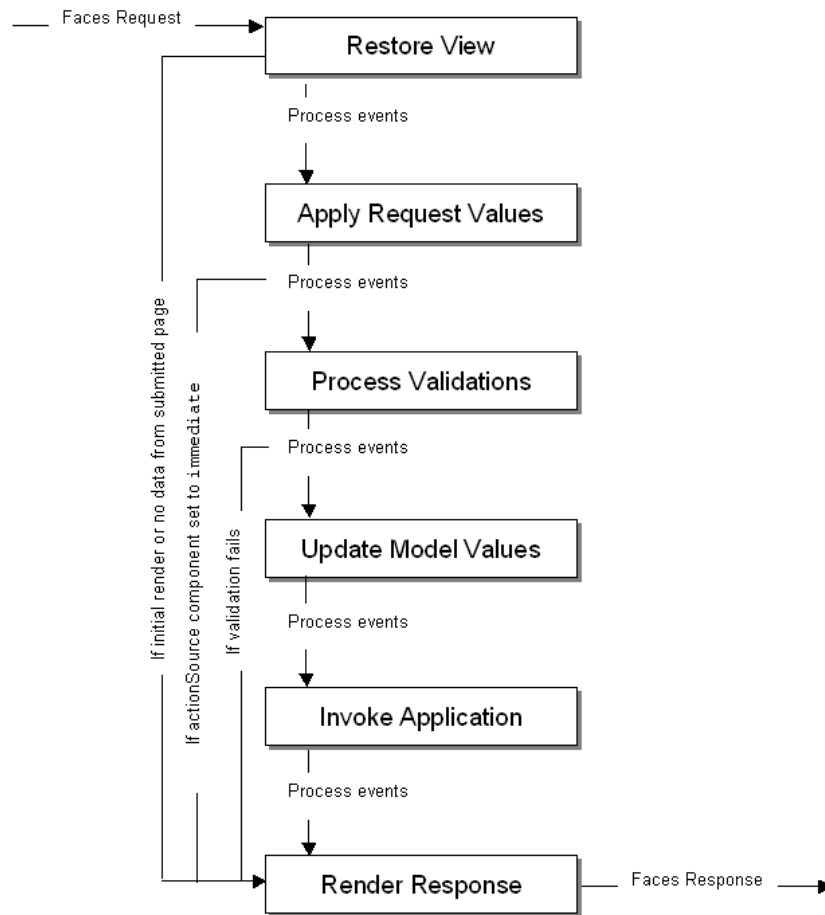 Faces Request
Restore View
Process events
Apply Request Values
Process events
Process Validations
Process events
Update Model Values
Process events
Invoke Application
Process events
Render Response
Faces Response
If initial render or no data from submitted page
If actionSource component set to immediate
If validation fails